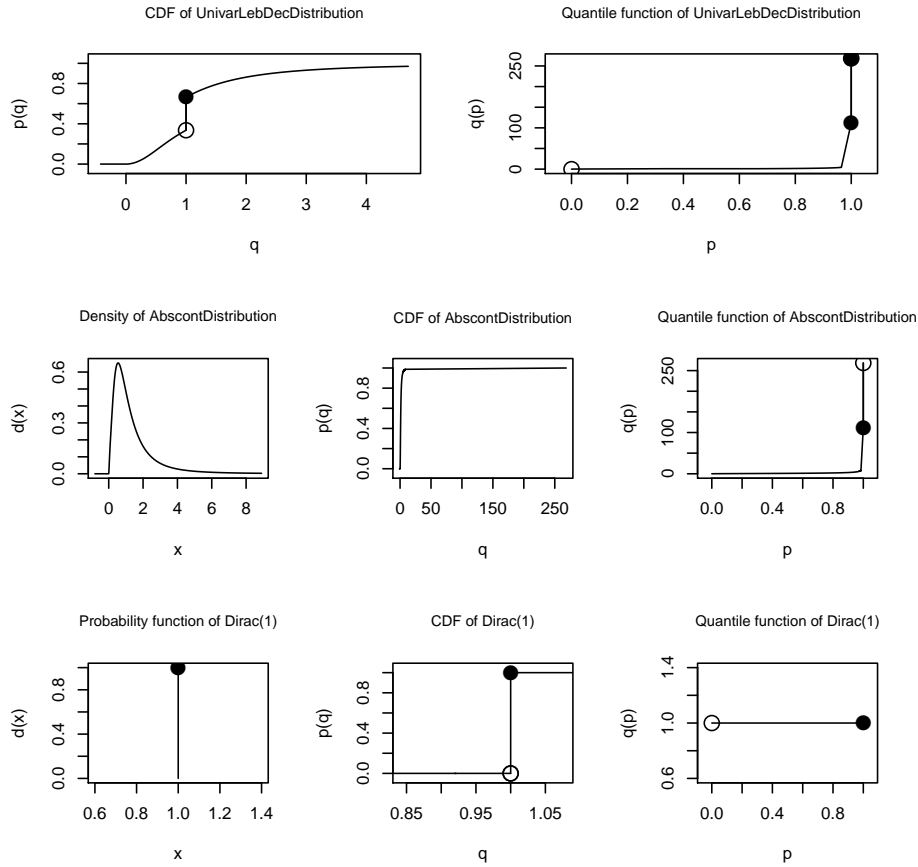 CDF of UnivarLebDecDistribution
p(q)
0.0 0.4 0.8
0 1 2 3 4
q
Quantile function of UnivarLebDecDistribution
q(p)
0 100 250
0.0 0.2 0.4 0.6 0.8 1.0
p
Density of AbscontDistribution
d(x)
0.0 0.3 0.6
0 2 4 6 8
x
CDF of AbscontDistribution
p(q)
0.0 0.4 0.8
0 50 150 250
q
Quantile function of AbscontDistribution
q(p)
0 100 250
0.0 0.4 0.8
p
Probability function of Dirac(1)
d(x)
0.0 0.4 0.8
0.6 0.8 1.0 1.2 1.4
x
CDF of Dirac(1)
p(q)
0.0 0.4 0.8
0.85 0.95 1.05
q
Quantile function of Dirac(1)
q(p)
0.6 1.0 1.4
0.0 0.4 0.8
p